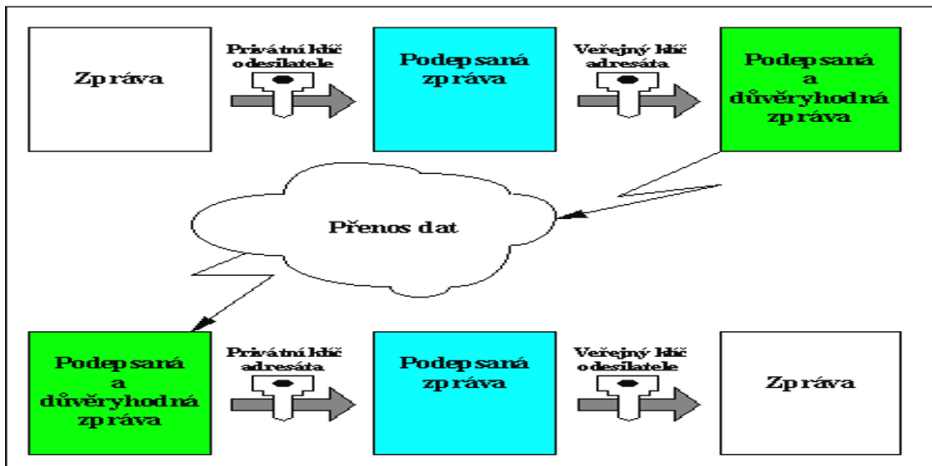 Zpráva
Privátní klíč
odesílatele
Podepsaná
zpráva
Veřejný klíč
adresáta
Podepsaná
a
důvěryhodná
zpráva
Přenos dat
Podepsaná
a
důvěryhodná
zpráva
Privátní klíč
adresáta
Podepsaná
zpráva
Veřejný klíč
odesílatele
Zpráva